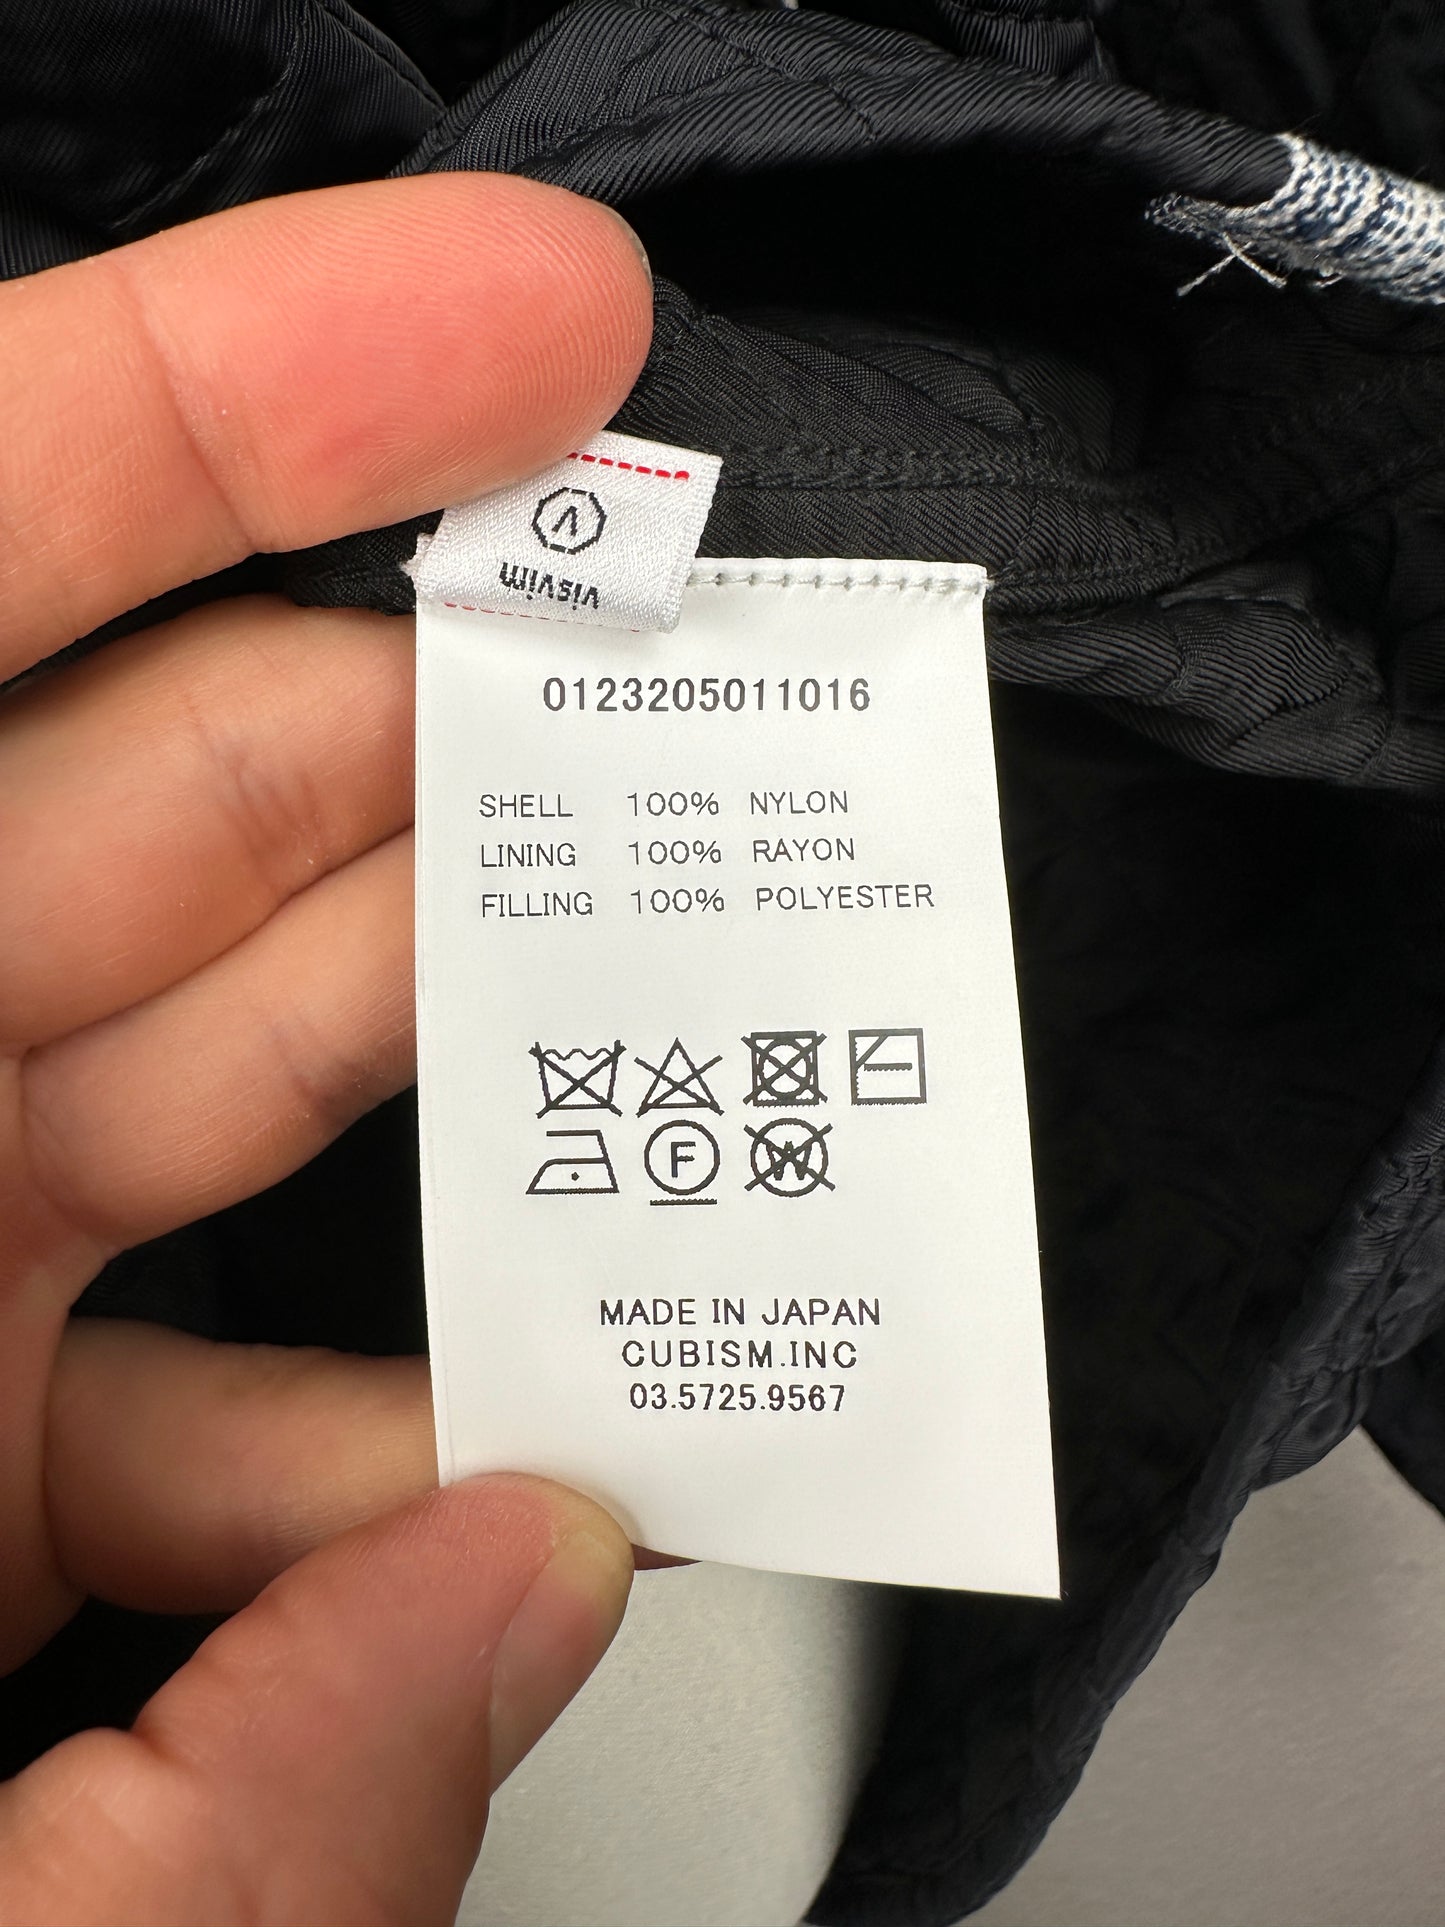 visvim
0123205011016
SHELL 100% NYLON
LINING 100% RAYON
FILLING 100% POLYESTER
F
W
MADE IN JAPAN
CUBISM.INC
03.5725.9567